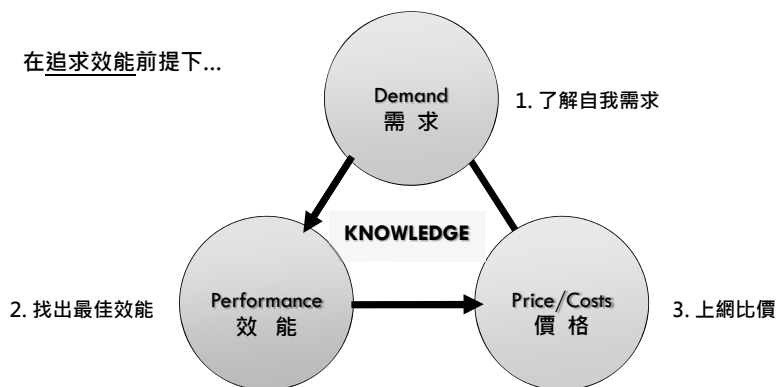 在追求效能前提下...
Demand
需 求
1. 了解自我需求
KNOWLEDGE
Performance
效 能
2. 找出最佳效能
Price/Costs
價 格
3. 上網比價